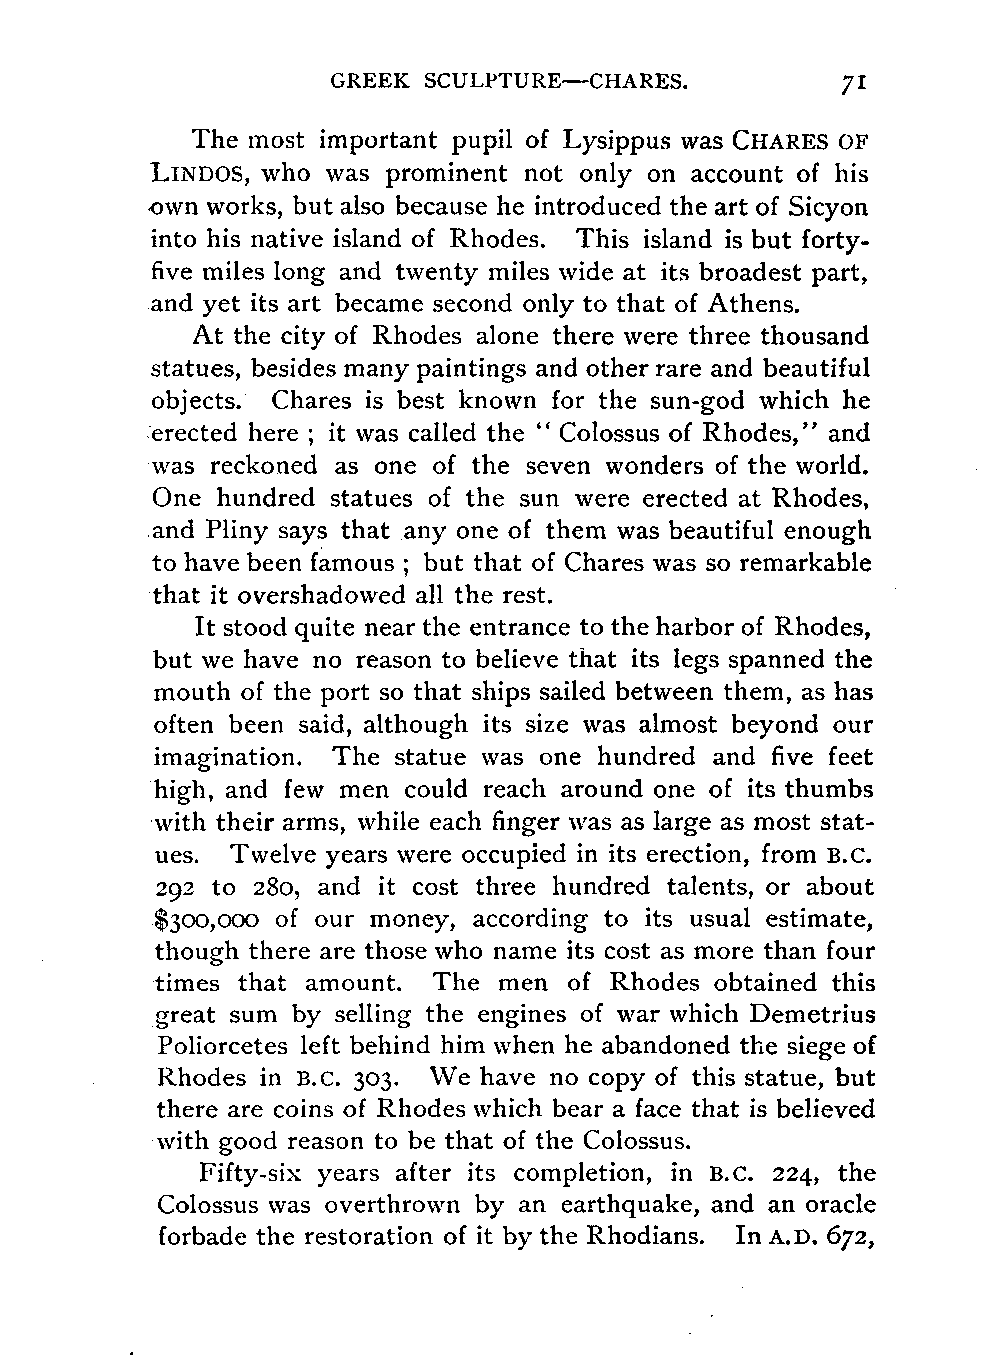 GREEK SCULPTURE—CHARES. 71
The most important pupil of Lysippus was CHARES OF
LINDOS, who was prominent not only on account of his
own works, but also because he introduced the art of Sicyon
into his native island of Rhodes. This island is but forty-
five miles long and twenty miles wide at its broadest part,
and yet its art became second only to that of Athens.
At the city of Rhodes alone there were three thousand
statues, besides many paintings and other rare and beautiful
objects. Chares is best known for the sun-god which he
erected here ; it was called the “ Colossus of Rhodes,” and
was reckoned as one of the seven wonders of the world.
One hundred statues of the sun were erected at Rhodes,
and Pliny says that any one of them was beautiful enough
to have been famous ; but that of Chares was so remarkable
that it overshadowed all the rest.
It stood quite near the entrance to the harbor of Rhodes,
but we have no reason to believe that its legs spanned the
mouth of the port so that ships sailed between them, as has
often been said, although its size was almost beyond our
imagination. The statue was one hundred and five feet
high, and few men could reach around one of its thumbs
with their arms, while each finger was as large as most stat-
ues. Twelve years were occupied in its erection, from B.C.
292 to 280, and it cost three hundred talents, or about
$300,000 of our money, according to its usual estimate,
though there are those who name its cost as more than four
times that amount. The men of Rhodes obtained this
great sum by selling the engines of war which Demetrius
Poliorcetes left behind him when he abandoned the siege of
Rhodes in B.C. 303. We have no copy of this statue, but
there are coins of Rhodes which bear a face that is believed
with good reason to be that of the Colossus.
Fifty-six years after its completion, in B.C. 224, the
Colossus was overthrown by an earthquake, and an oracle
forbade the restoration of it by the Rhodians. In A.D. 672,